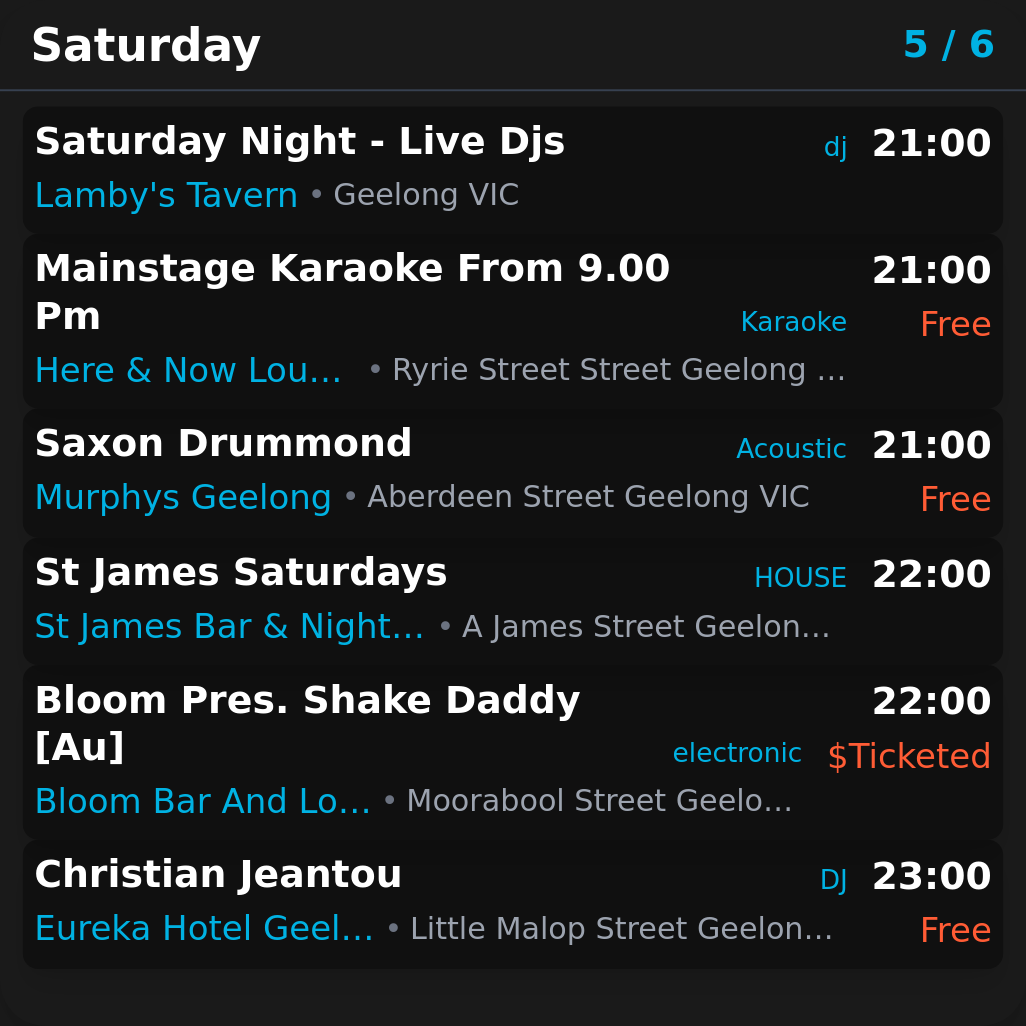 Saturday 5 / 6
Saturday Night - Live Djs dj 21:00
Lamby's Tavern • Geelong VIC
Mainstage Karaoke From 9.00 21:00
Pm Karaoke Free
Here & Now Lou… • Ryrie Street Street Geelong …
Saxon Drummond Acoustic 21:00
Murphys Geelong • Aberdeen Street Geelong VIC Free
St James Saturdays HOUSE 22:00
St James Bar & Night… • A James Street Geelon…
Bloom Pres. Shake Daddy 22:00
[Au] electronic $Ticketed
Bloom Bar And Lo… • Moorabool Street Geelo…
Christian Jeantou DJ 23:00
Eureka Hotel Geel… • Little Malop Street Geelon… Free